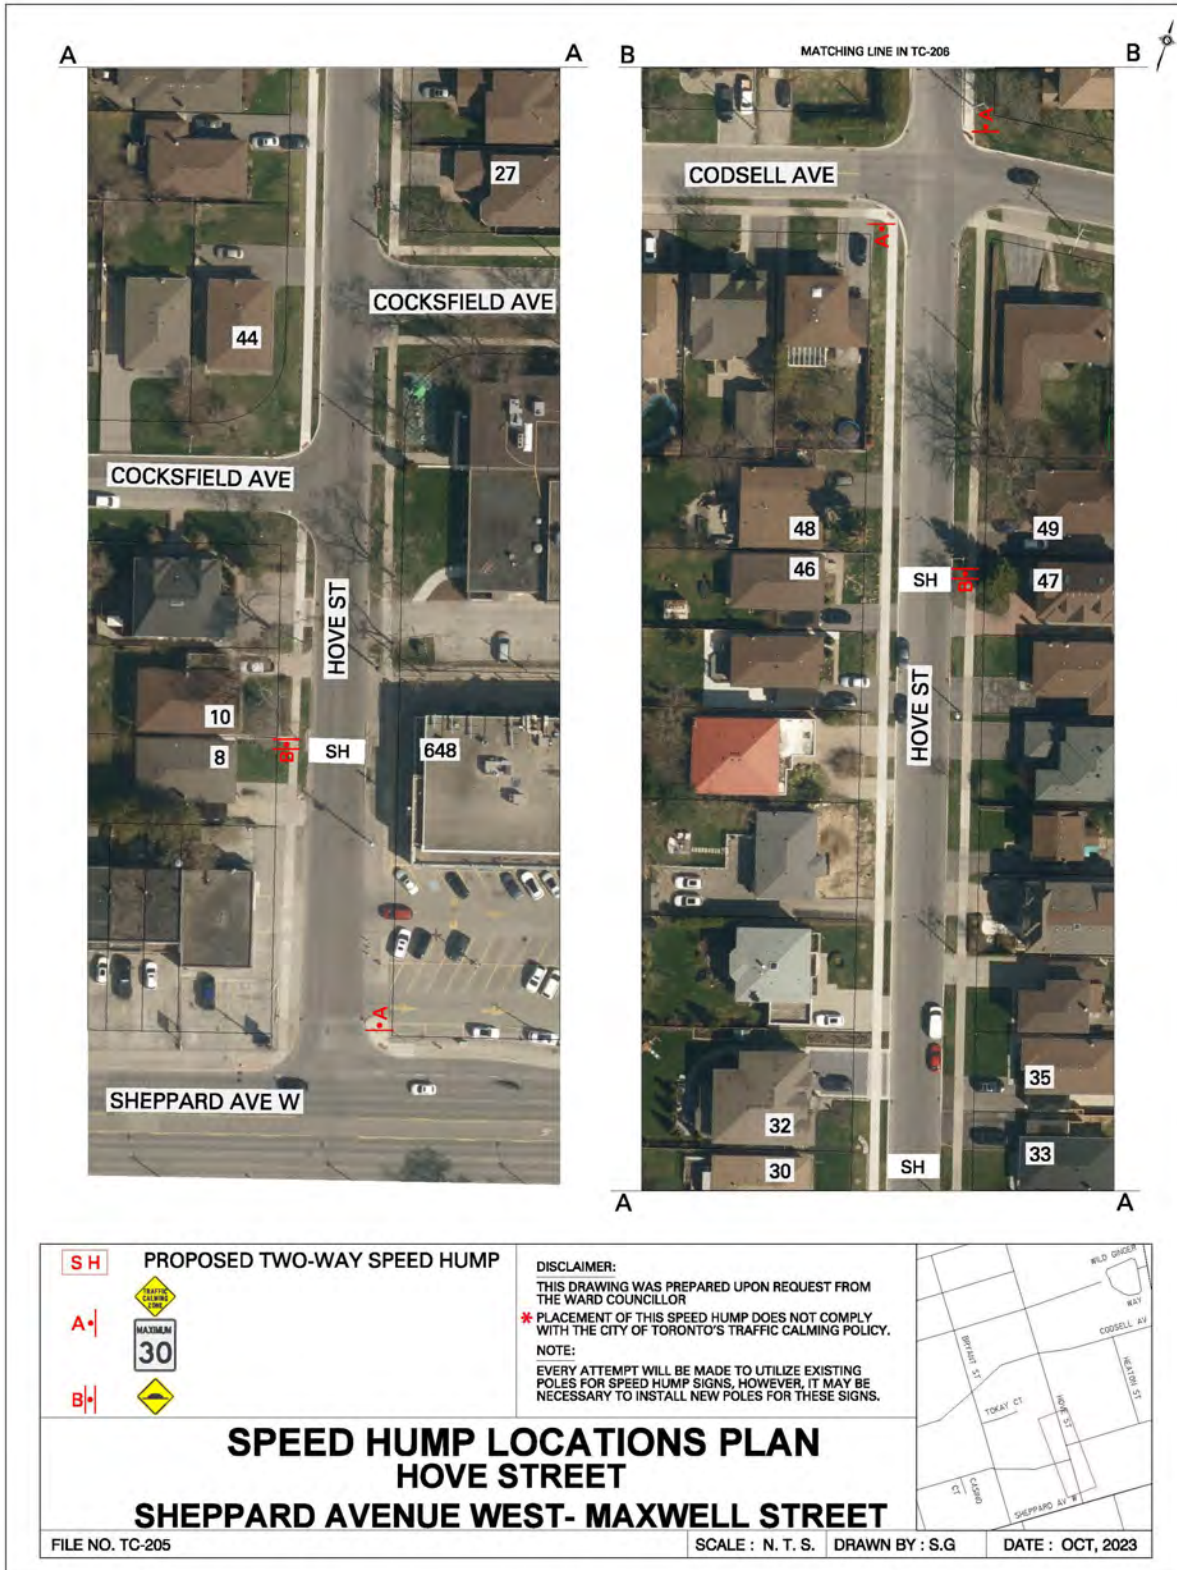 A
A
27
COCKSFIELD AVE
44
COCKSFIELD AVE
HOVE ST
10
8
B
SH
648
A
SHEPPARD AVE W
MATCHING LINE IN TC-206
B
B
A
CODSELL AVE
A
48
49
46
SH
B
47
HOVE ST
35
32
33
30
SH
A
A
SH PROPOSED TWO-WAY SPEED HUMP
TRAFFIC
CALMING
ZONE
A
MAXIMUM
30
B
DISCLAIMER:
THIS DRAWING WAS PREPARED UPON REQUEST FROM
THE WARD COUNCILLOR
* PLACEMENT OF THIS SPEED HUMP DOES NOT COMPLY
WITH THE CITY OF TORONTO'S TRAFFIC CALMING POLICY.
NOTE:
EVERY ATTEMPT WILL BE MADE TO UTILIZE EXISTING
POLES FOR SPEED HUMP SIGNS, HOWEVER, IT MAY BE
NECESSARY TO INSTALL NEW POLES FOR THESE SIGNS.
WILD GINGER
WAY
CODSELL AV
BRYANT ST
HEATON ST
TOKAY CT
HOVE ST
CASINO
CT
SHEPPARD AV W
SPEED HUMP LOCATIONS PLAN
HOVE STREET
SHEPPARD AVENUE WEST- MAXWELL STREET
FILE NO. TC-205
SCALE : N. T. S.
DRAWN BY : S.G
DATE : OCT, 2023